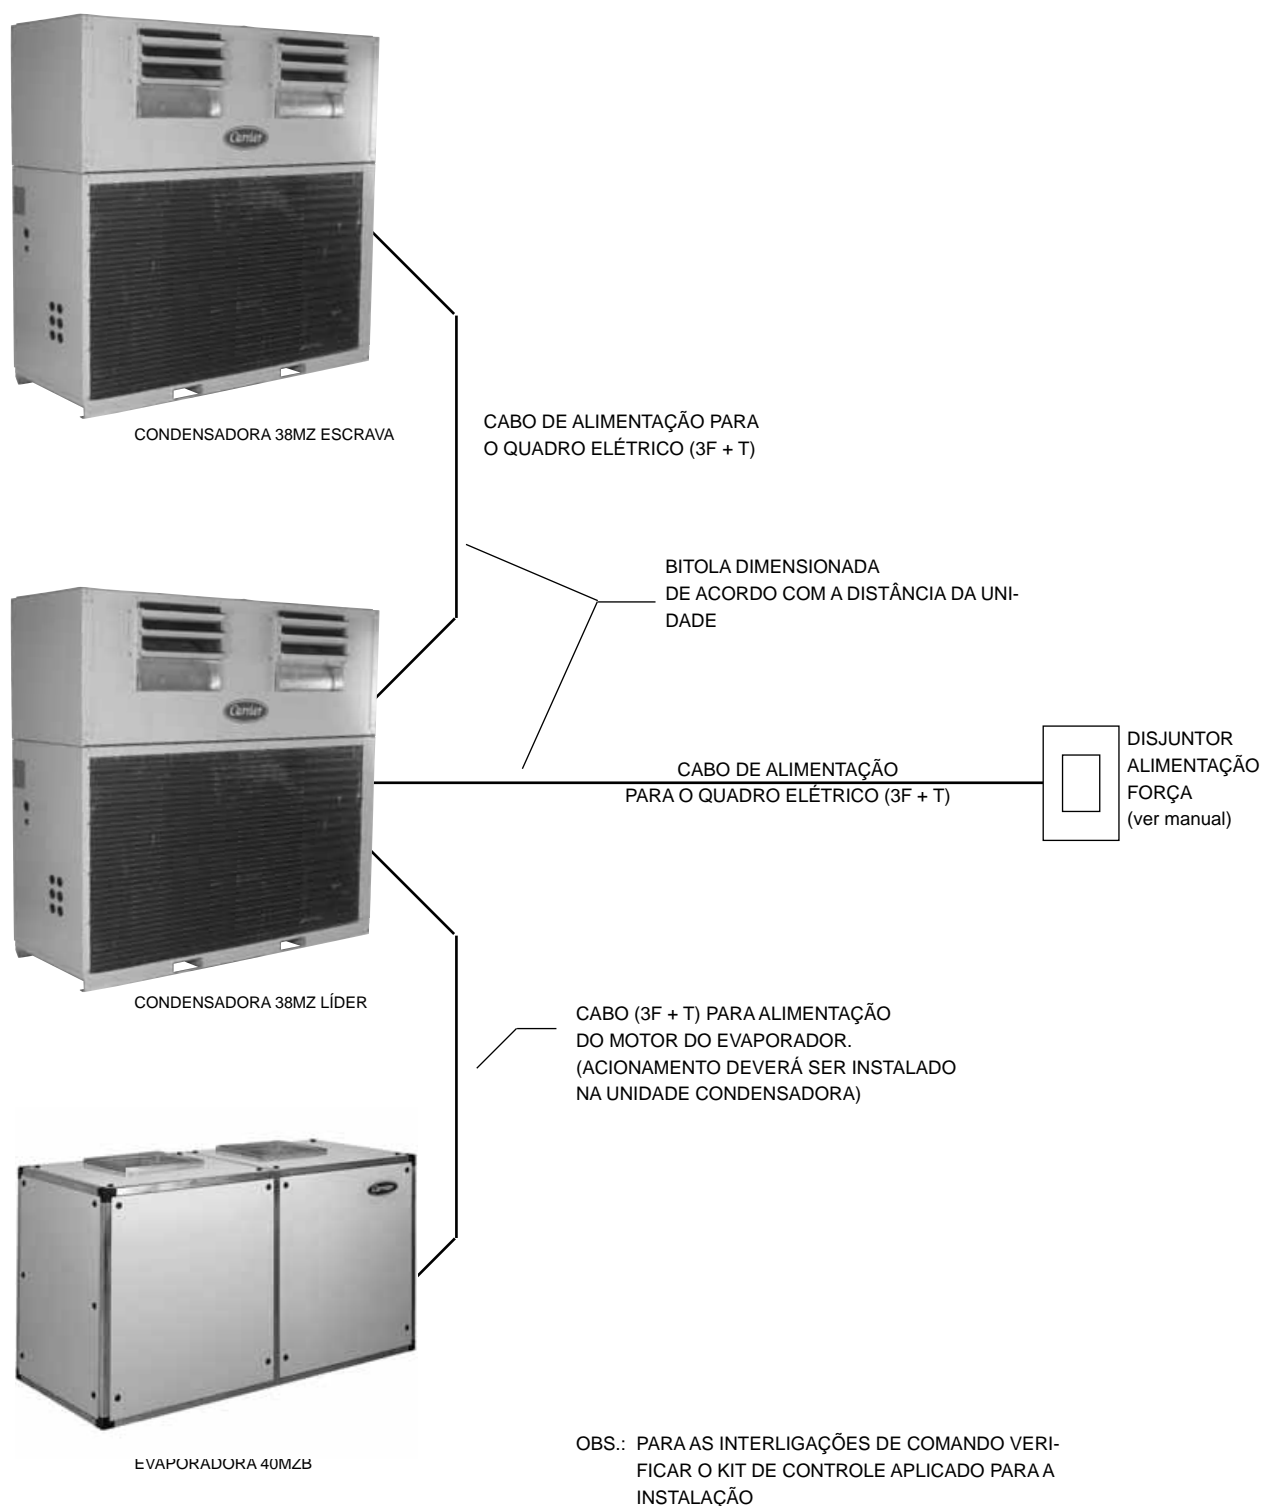 Carrier
CONDENSADORA 38MZ ESCRAVA
CABO DE ALIMENTAÇÃO PARA
O QUADRO ELÉTRICO (3F + T)
BITOLA DIMENSIONADA
DE ACORDO COM A DISTÂNCIA DA UNI-
DADE
Carrier
DISJUNTOR
ALIMENTAÇÃO
FORÇA
(ver manual)
CABO DE ALIMENTAÇÃO
PARA O QUADRO ELÉTRICO (3F + T)
CONDENSADORA 38MZ LÍDER
CABO (3F + T) PARA ALIMENTAÇÃO
DO MOTOR DO EVAPORADOR.
(ACIONAMENTO DEVERÁ SER INSTALADO
NA UNIDADE CONDENSADORA)
Carrier
EVAPORADORA 40MZB
OBS.: PARA AS INTERLIGAÇÕES DE COMANDO VERI-
FICAR O KIT DE CONTROLE APLICADO PARA A
INSTALAÇÃO